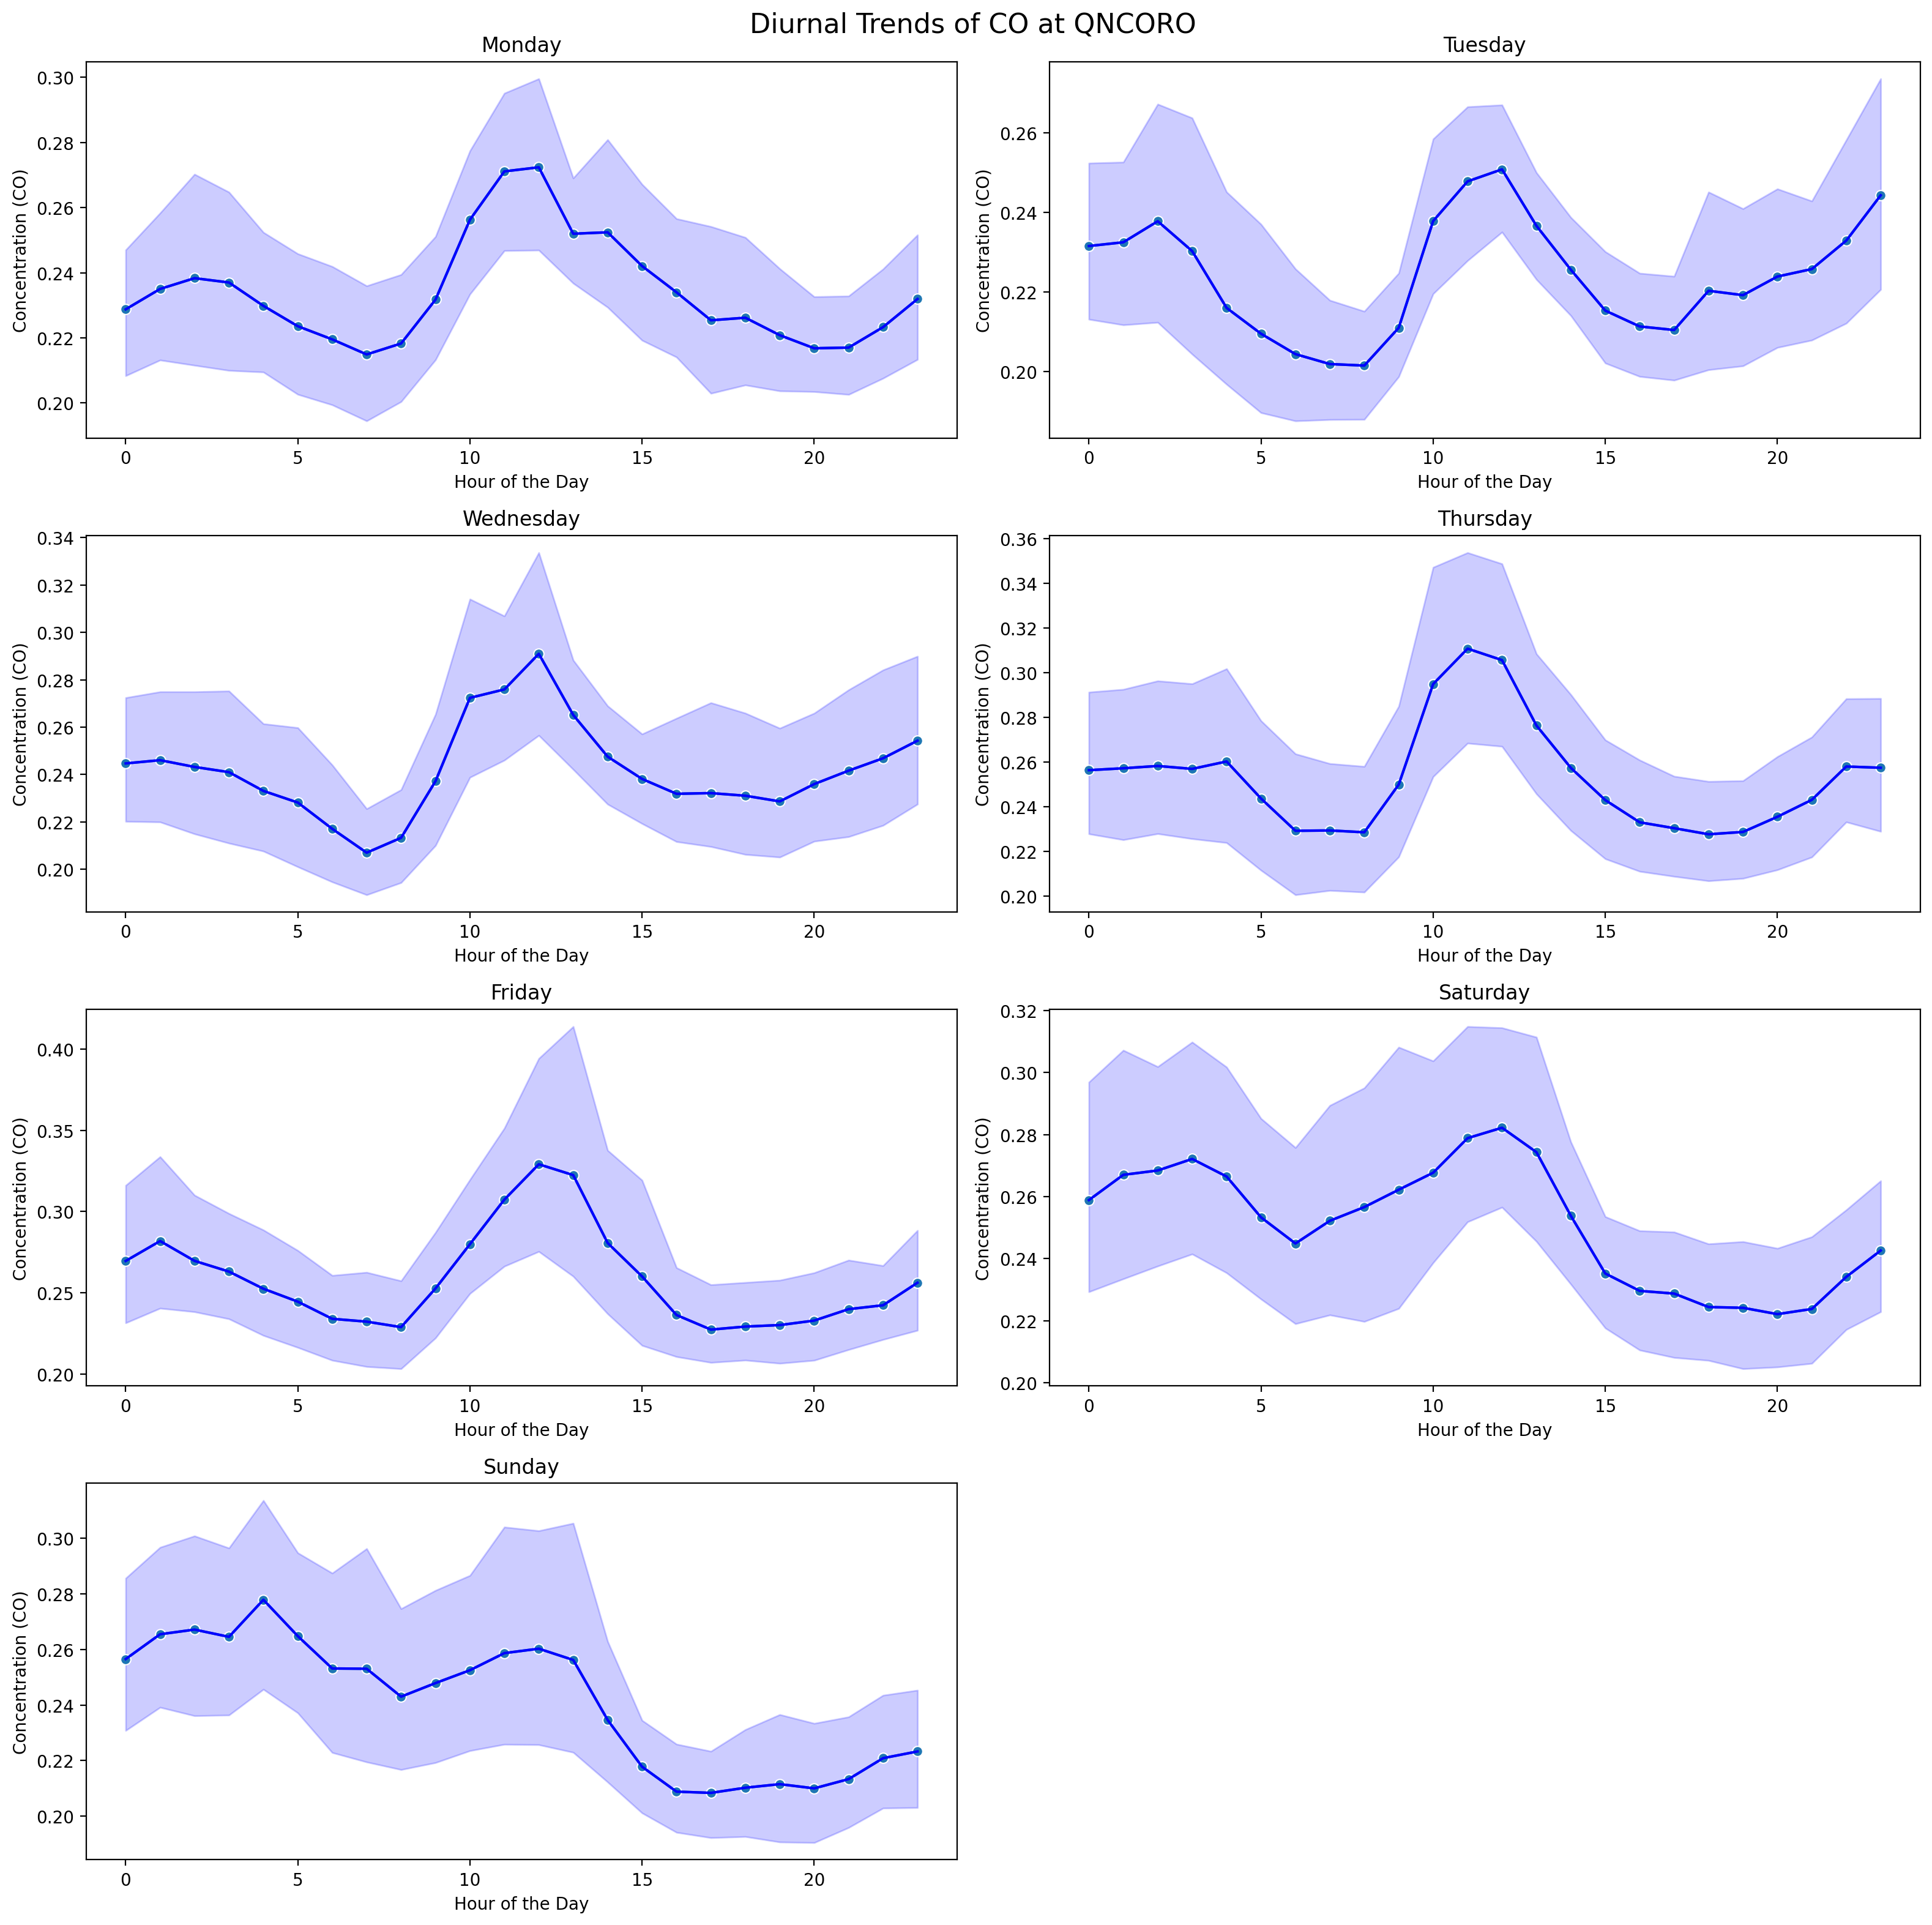 Diurnal Trends of CO at QNCORO
Monday
0.30
0.28
0.26
0.24
0.22
0.20
Concentration (CO)
0 5 10 15 20
Hour of the Day
Tuesday
0.26
0.24
0.22
0.20
Concentration (CO)
0 5 10 15 20
Hour of the Day
Wednesday
0.34
0.32
0.30
0.28
0.26
0.24
0.22
0.20
Concentration (CO)
0 5 10 15 20
Hour of the Day
Thursday
0.36
0.34
0.32
0.30
0.28
0.26
0.24
0.22
0.20
Concentration (CO)
0 5 10 15 20
Hour of the Day
Friday
0.40
0.35
0.30
0.25
0.20
Concentration (CO)
0 5 10 15 20
Hour of the Day
Saturday
0.32
0.30
0.28
0.26
0.24
0.22
0.20
Concentration (CO)
0 5 10 15 20
Hour of the Day
Sunday
0.30
0.28
0.26
0.24
0.22
0.20
Concentration (CO)
0 5 10 15 20
Hour of the Day